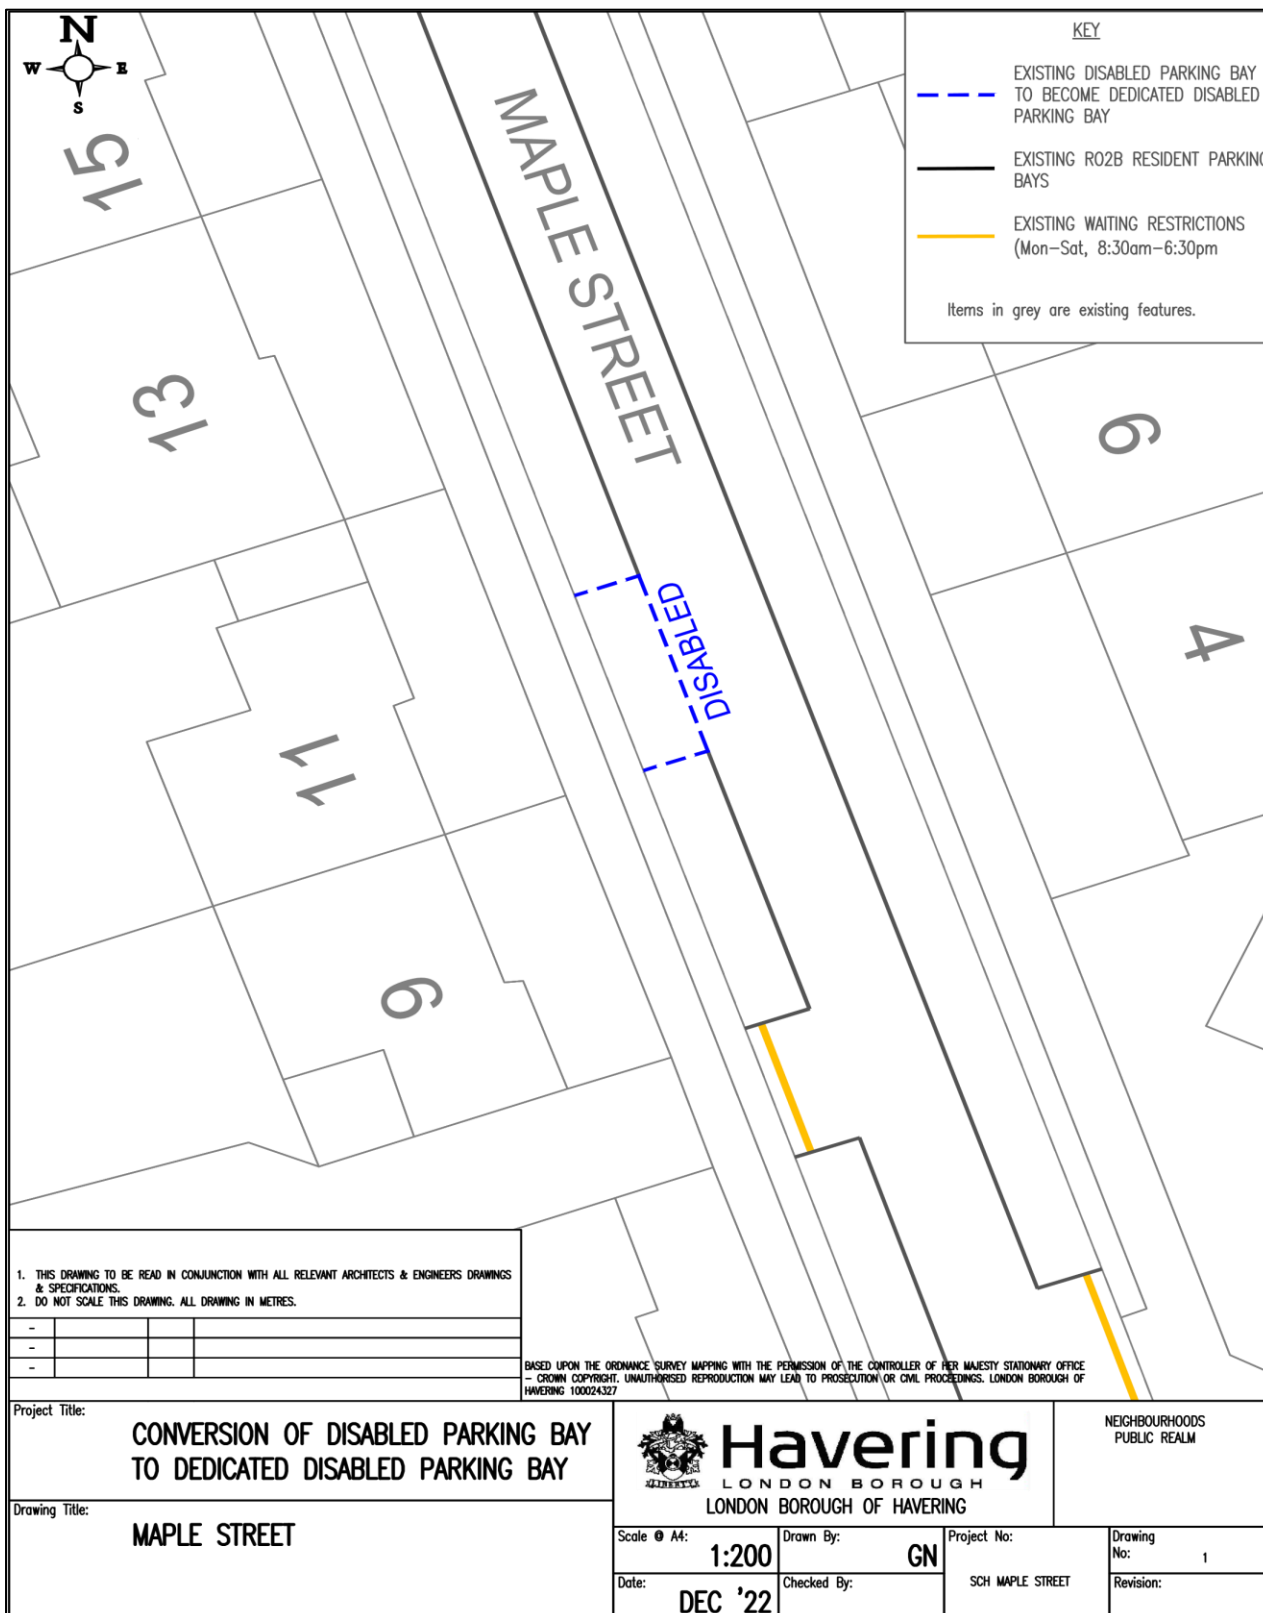 N
W E
S
KEY
EXISTING DISABLED PARKING BAY
TO BECOME DEDICATED DISABLED
PARKING BAY
EXISTING RO2B RESIDENT PARKING
BAYS
EXISTING WAITING RESTRICTIONS
(Mon-Sat, 8:30am-6:30pm
Items in grey are existing features.
15
MAPLE STREET
13
6
DISABLED
4
11
9
1. THIS DRAWING TO BE READ IN CONJUNCTION WITH ALL RELEVANT ARCHITECTS & ENGINEERS DRAWINGS
& SPECIFICATIONS.
2. DO NOT SCALE THIS DRAWING. ALL DRAWING IN METRES.
-
-
-
BASED UPON THE ORDNANCE SURVEY MAPPING WITH THE PERMISSION OF THE CONTROLLER OF HER MAJESTY STATIONARY OFFICE
- CROWN COPYRIGHT. UNAUTHORISED REPRODUCTION MAY LEAD TO PROSECUTION OR CIVIL PROCEEDINGS. LONDON BOROUGH OF
HAVERING 100024327
Project Title:
CONVERSION OF DISABLED PARKING BAY
TO DEDICATED DISABLED PARKING BAY
Drawing Title:
MAPLE STREET
LIBERTY
Havering
LONDON BOROUGH
LONDON BOROUGH OF HAVERING
NEIGHBOURHOODS
PUBLIC REALM
Scale @ A4:
1:200
Drawn By:
GN
Project No:
SCH MAPLE STREET
Drawing
No: 1
Date:
DEC '22
Checked By:
Revision: